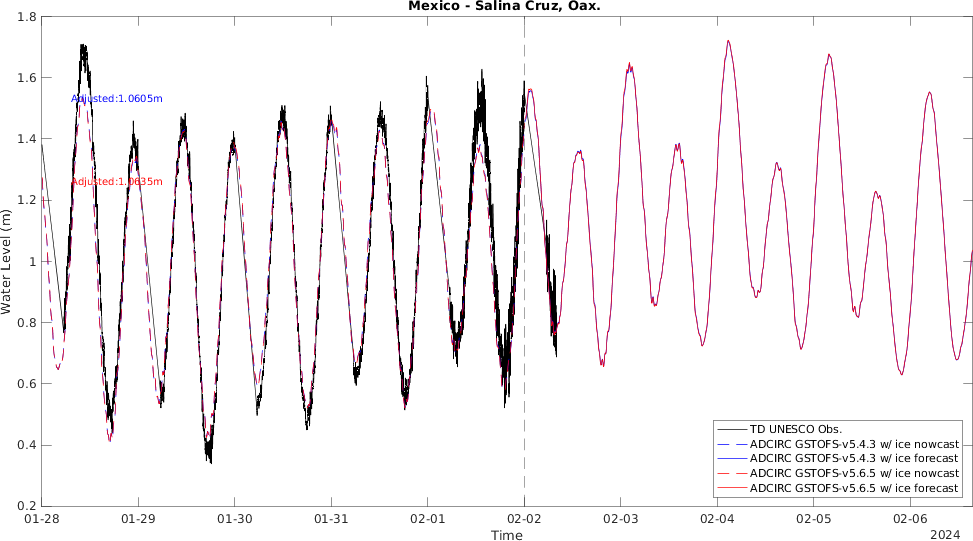 Mexico - Salina Cruz, Oax.
1.8
1.6
1.4
1.2
1
0.8
0.6
0.4
0.2
Water Level (m)
Adjusted:1.0605m
Adjusted:1.0635m
TD UNESCO Obs.
ADCIRC GSTOFS-v5.4.3 w/ ice nowcast
ADCIRC GSTOFS-v5.4.3 w/ ice forecast
ADCIRC GSTOFS-v5.6.5 w/ ice nowcast
ADCIRC GSTOFS-v5.6.5 w/ ice forecast
01-28 01-29 01-30 01-31 02-01 02-02 02-03 02-04 02-05 02-06
Time
2024